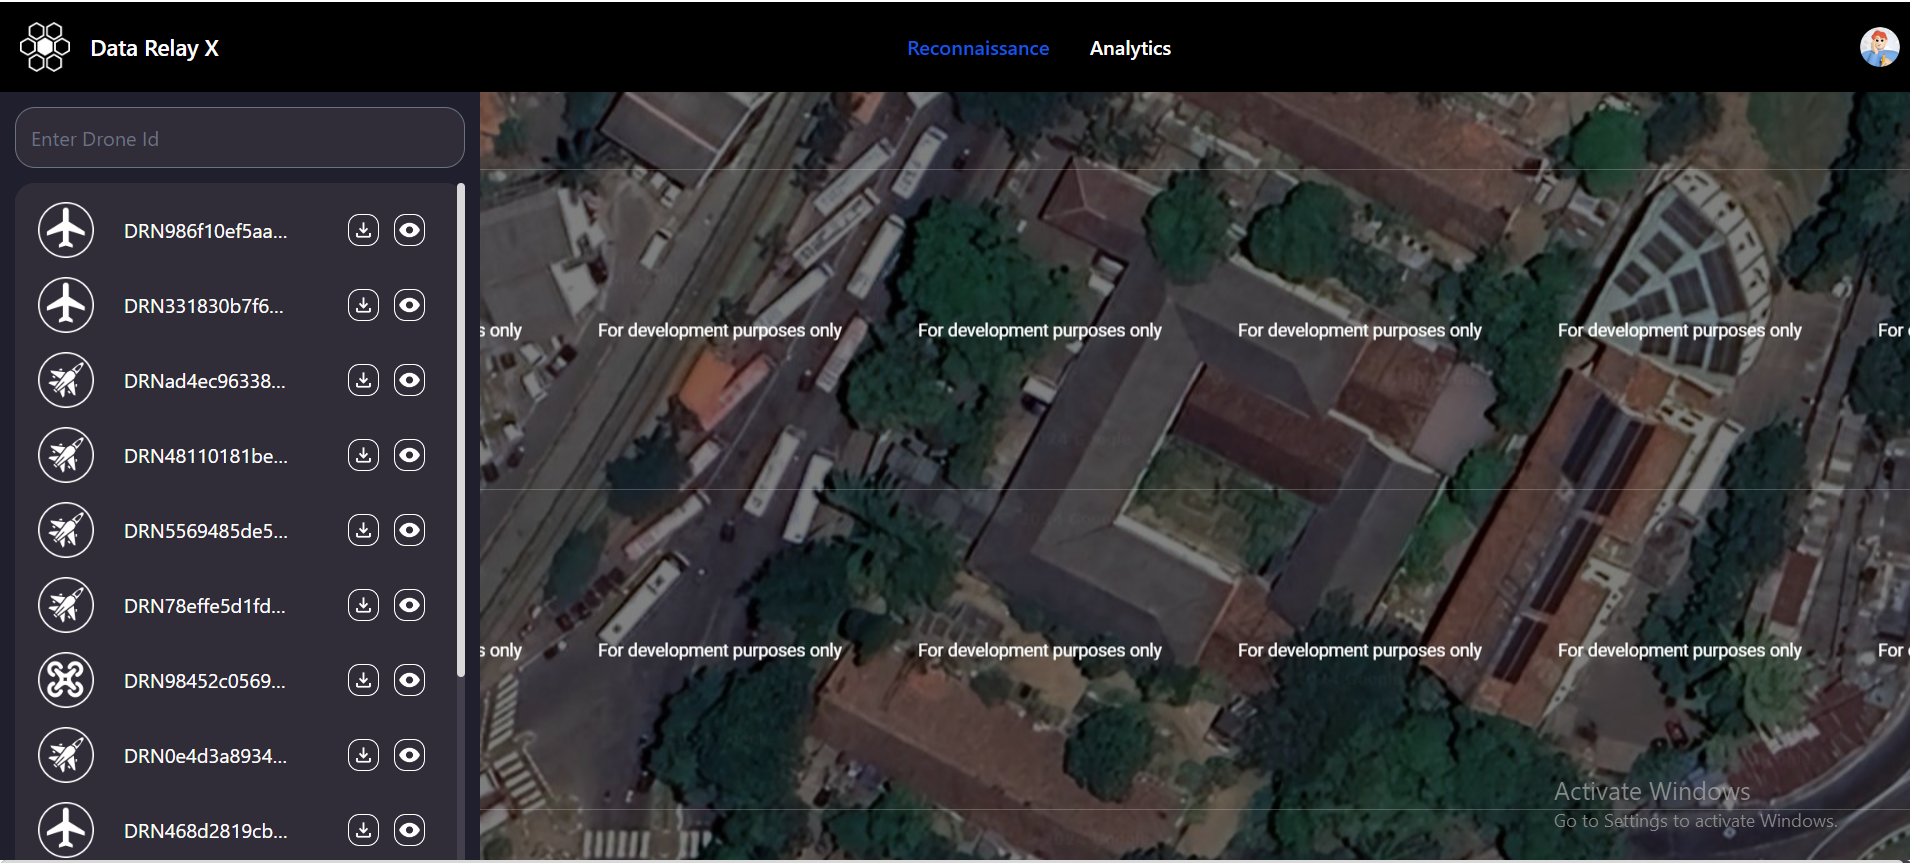 Data Relay X
Reconnaissance
Analytics
Enter Drone Id
DRN986f10ef5aa...
DRN331830b7f6...
DRNad4ec96338...
DRN48110181be...
DRN5569485de5...
DRN78effe5d1fd...
DRN98452c0569...
DRN0e4d3a8934...
DRN468d2819cb...
s only For development purposes only For development purposes only For development purposes only For development purposes only For
s only For development purposes only For development purposes only For development purposes only For development purposes only For
Activate Windows
Go to Settings to activate Windows.